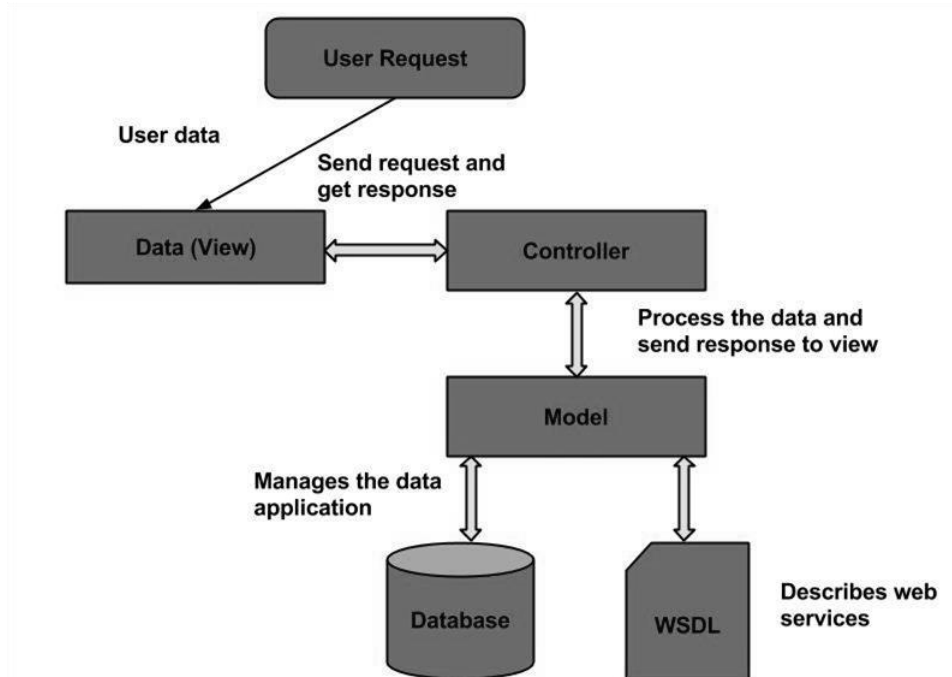 User Request
User data
Send request and
get response
Data (View)
Controller
Process the data and
send response to view
Model
Manages the data
application
Database
WSDL
Describes web
services